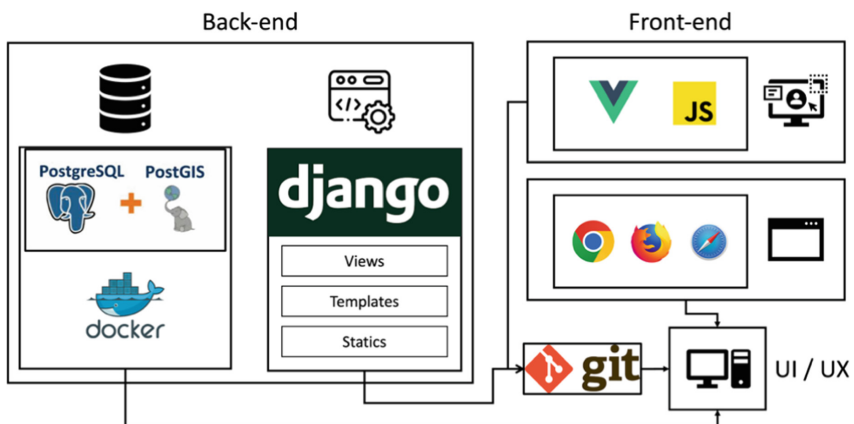 Back-end
Front-end
JS
PostgreSQL PostGIS
+
django
Views
Templates
Statics
docker
git
UI / UX